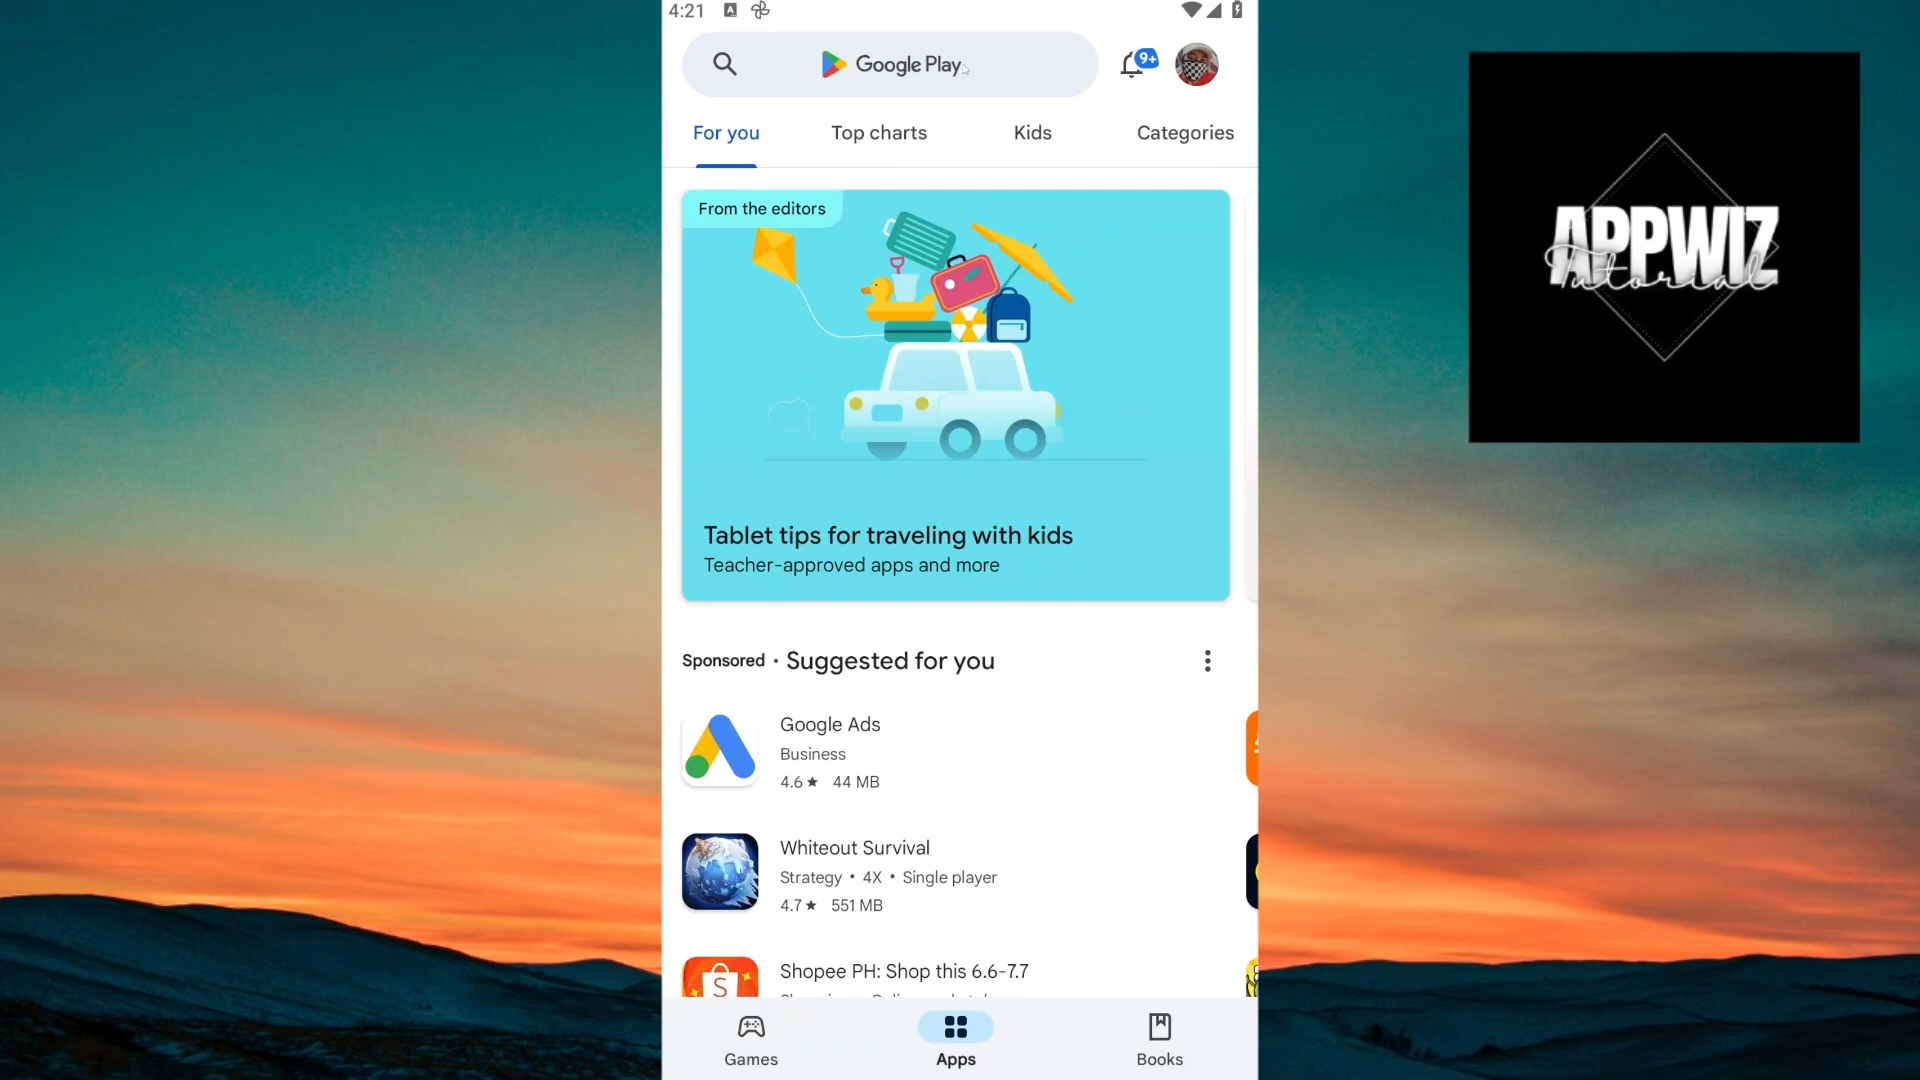 4:21
Google Play
9+
For you
Top charts
Kids
Categories
From the editors
Tablet tips for traveling with kids
Teacher-approved apps and more
Sponsored • Suggested for you
Google Ads
Business
4.6★ 44 MB
Whiteout Survival
Strategy • 4X • Single player
4.7★ 551 MB
Shopee PH: Shop this 6.6-7.7
Games
Apps
Books
APPWIZ
Tutorial